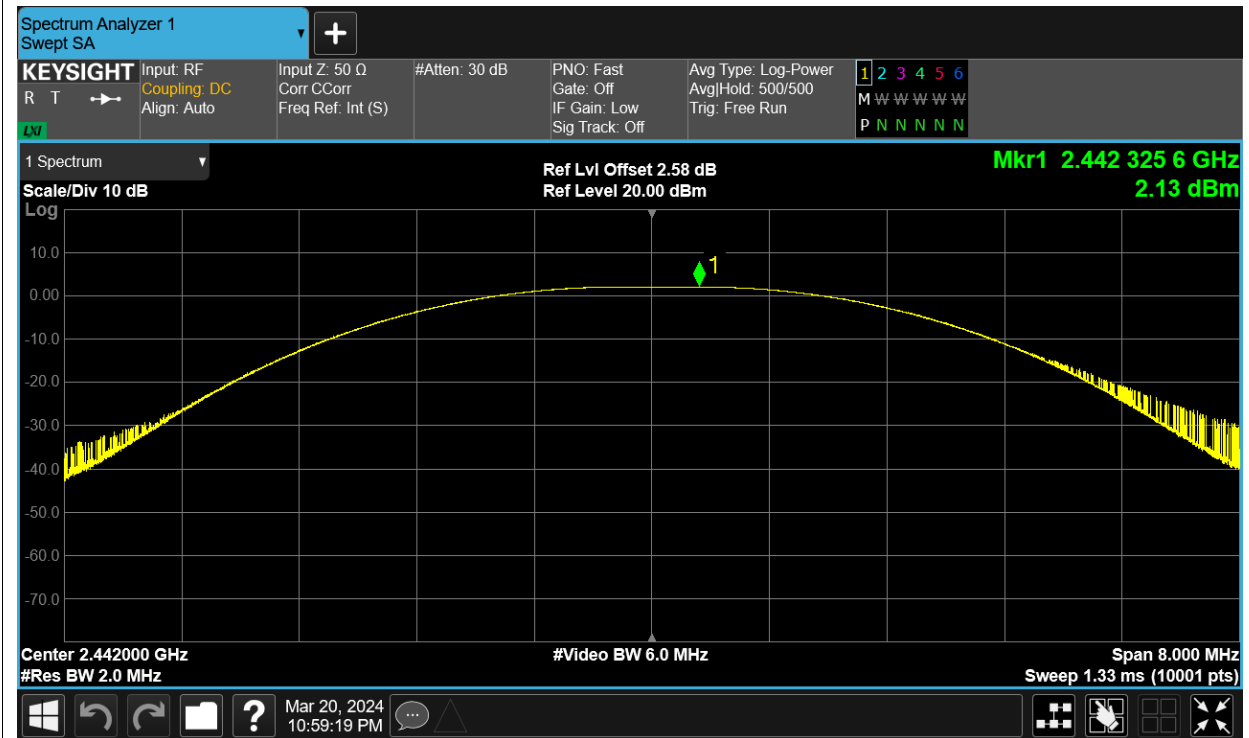 Spectrum Analyzer 1
Swept SA
+
KEYSIGHT
R T
LXI
Input: RF
Coupling: DC
Align: Auto
Input Z: 50 Ω
Corr CCorr
Freq Ref: Int (S)
#Atten: 30 dB
PNO: Fast
Gate: Off
IF Gain: Low
Sig Track: Off
Avg Type: Log-Power
Avg|Hold: 500/500
Trig: Free Run
1 2 3 4 5 6
M W W W W W
P N N N N N
1 Spectrum
Scale/Div 10 dB
Log
Ref Lvl Offset 2.58 dB
Ref Level 20.00 dBm
Mkr1 2.442 325 6 GHz
2.13 dBm
1
10.0
0.00
-10.0
-20.0
-30.0
-40.0
-50.0
-60.0
-70.0
Center 2.442000 GHz
#Video BW 6.0 MHz
Span 8.000 MHz
#Res BW 2.0 MHz
Sweep 1.33 ms (10001 pts)
?
Mar 20, 2024
10:59:19 PM